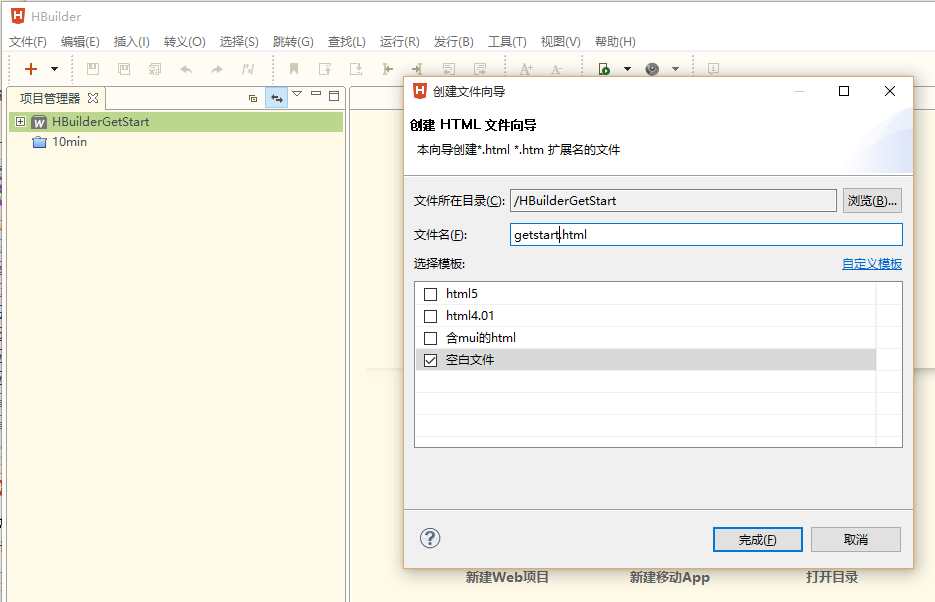 HBuilder
文件(F) 编辑(E) 插入(I) 转义(O) 选择(S) 跳转(G) 查找(L) 运行(R) 发行(B) 工具(T) 视图(V) 帮助(H)
项目管理器
HBuilderGetStart
10min
创建文件向导
创建 HTML 文件向导
本向导创建*.html *.htm 扩展名的文件
文件所在目录(C): /HBuilderGetStart 浏览(B)...
文件名(F): getstart.html
选择模板: 自定义模板
html5
html4.01
含mui的html
空白文件
完成(F) 取消
新建Web项目 新建移动App 打开目录